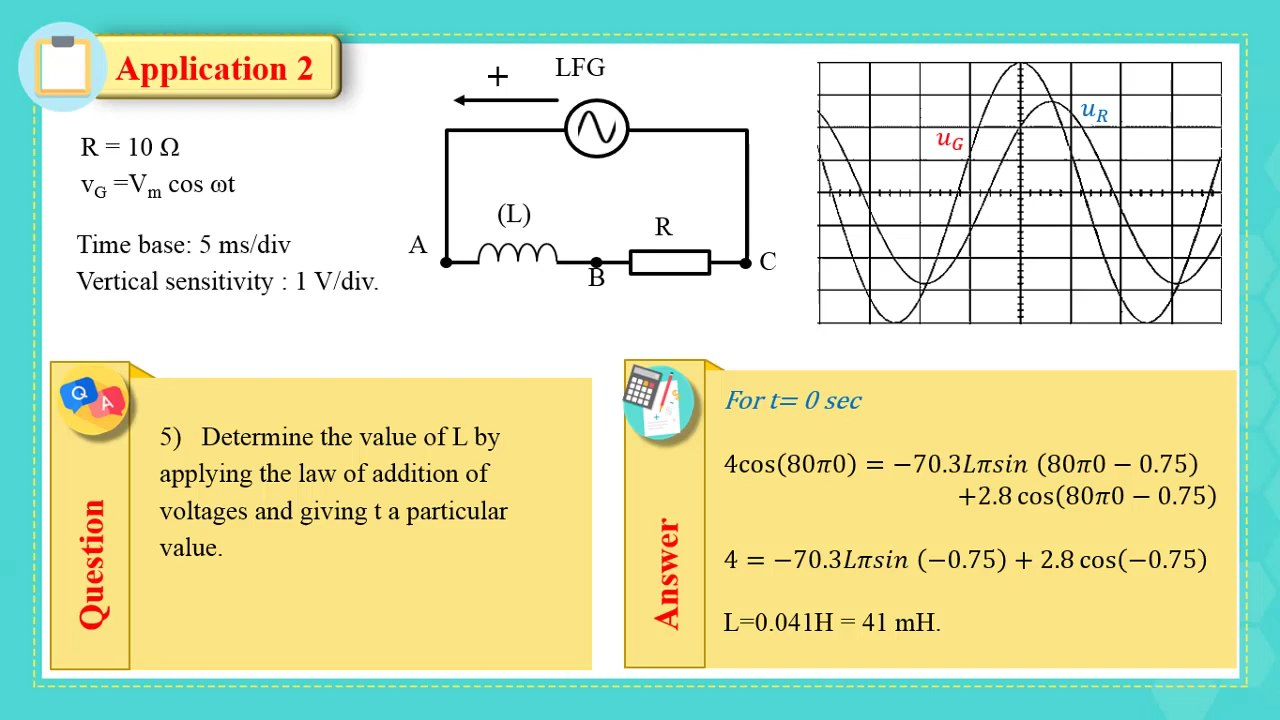 Application 2
R = 10 Ω
vG =Vm cos ωt
Time base: 5 ms/div
Vertical sensitivity : 1 V/div.
+
LFG
(L)
R
A
B
C
uG
uR
Question
Q
A
5) Determine the value of L by
applying the law of addition of
voltages and giving t a particular
value.
Answer
For t= 0 sec
4cos(80π0) = −70.3Lπsin (80π0 − 0.75)
+2.8 cos(80π0 − 0.75)
4 = −70.3Lπsin (−0.75) + 2.8 cos(−0.75)
L=0.041H = 41 mH.